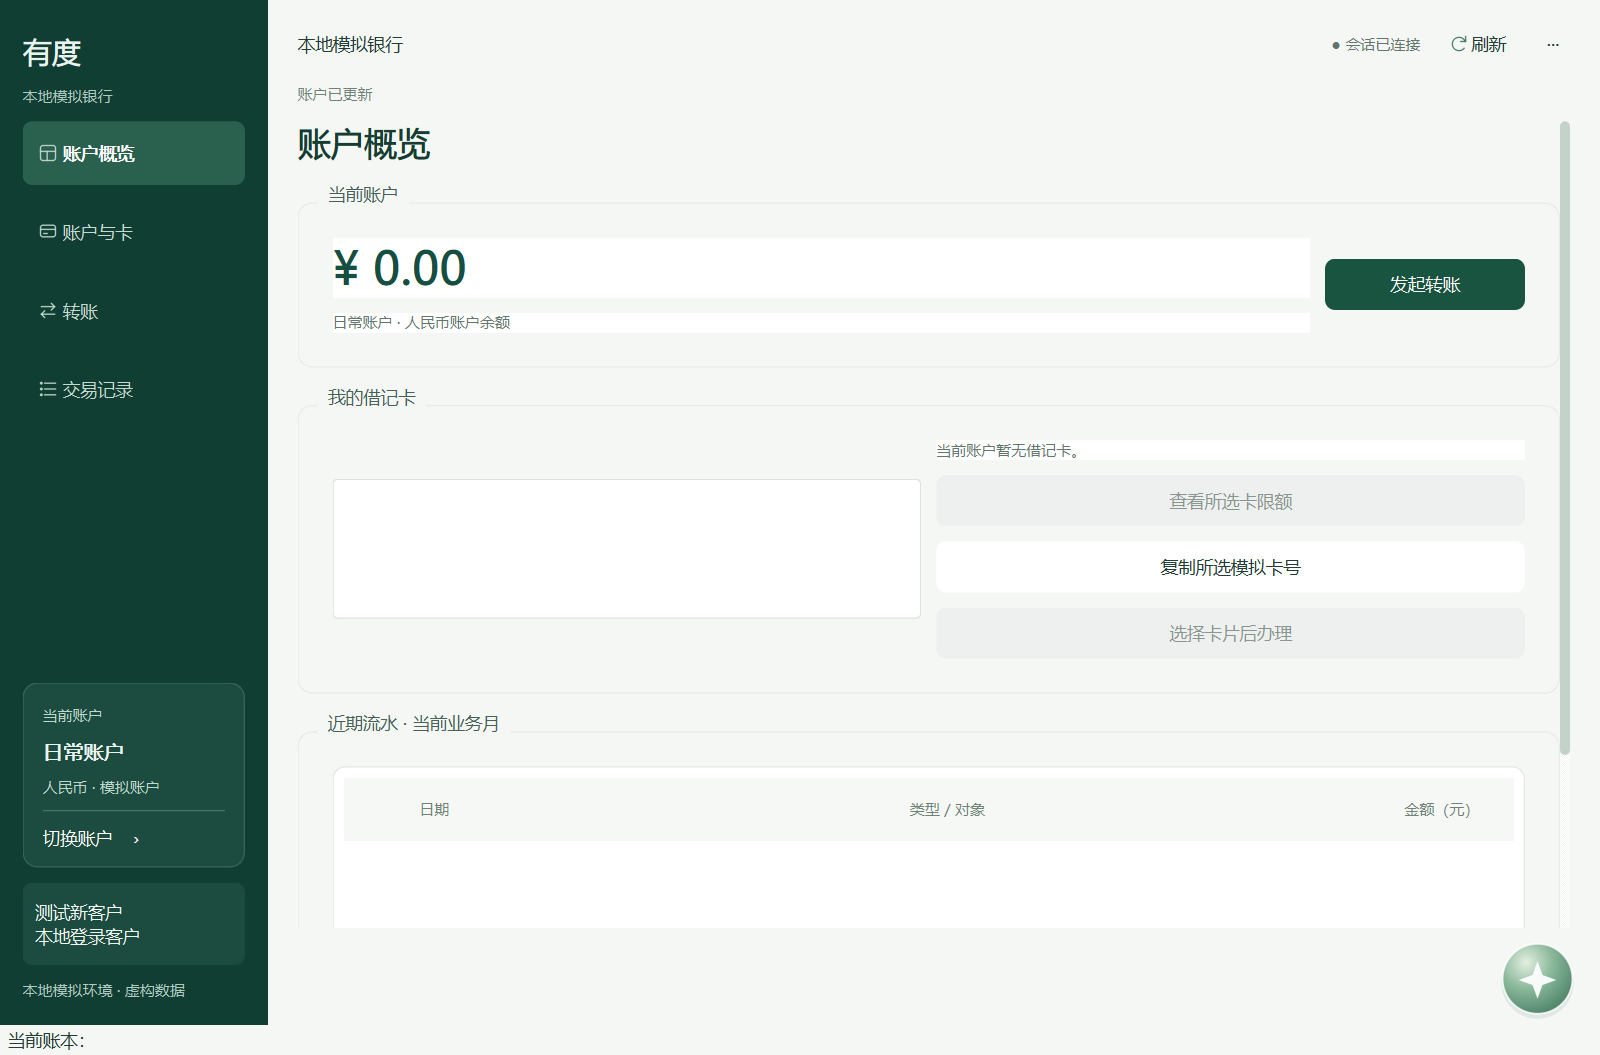 有度
本地模拟银行
账户概览
账户与卡
转账
交易记录
当前账户
日常账户
人民币 · 模拟账户
切换账户 ›
测试新客户
本地登录客户
本地模拟环境 · 虚构数据
当前账本：
本地模拟银行
● 会话已连接
刷新
...
账户已更新
账户概览
当前账户
¥ 0.00
日常账户 · 人民币账户余额
发起转账
我的借记卡
当前账户暂无借记卡。
查看所选卡限额
复制所选模拟卡号
选择卡片后办理
近期流水 · 当前业务月
日期 类型 / 对象 金额（元）